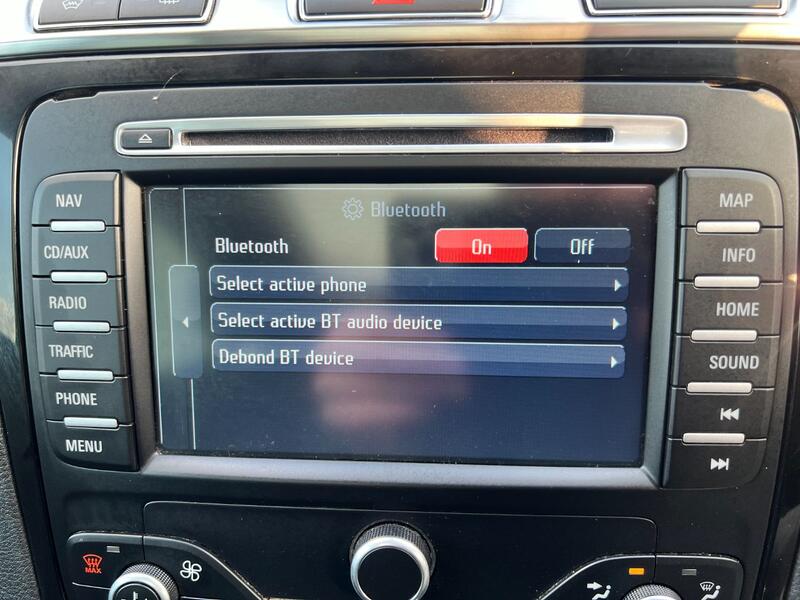 Bluetooth
Bluetooth On Off
Select active phone
Select active BT audio device
Debond BT device
NAV
CD/AUX
RADIO
TRAFFIC
PHONE
MENU
MAP
INFO
HOME
SOUND
MAX